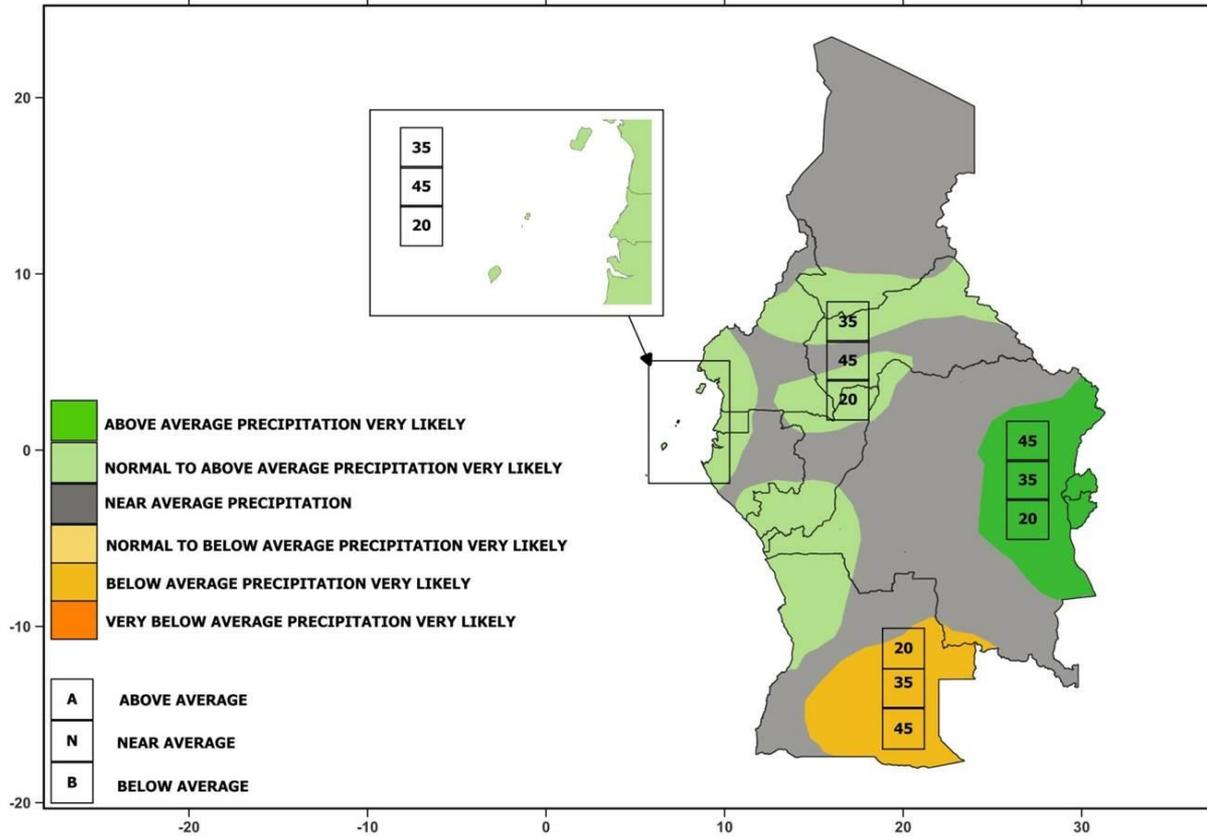 20
10
0
-10
-20
-20
-10
0
10
20
30
35
45
20
35
45
20
45
35
20
20
35
45
ABOVE AVERAGE PRECIPITATION VERY LIKELY
NORMAL TO ABOVE AVERAGE PRECIPITATION VERY LIKELY
NEAR AVERAGE PRECIPITATION
NORMAL TO BELOW AVERAGE PRECIPITATION VERY LIKELY
BELOW AVERAGE PRECIPITATION VERY LIKELY
VERY BELOW AVERAGE PRECIPITATION VERY LIKELY
A ABOVE AVERAGE
N NEAR AVERAGE
B BELOW AVERAGE